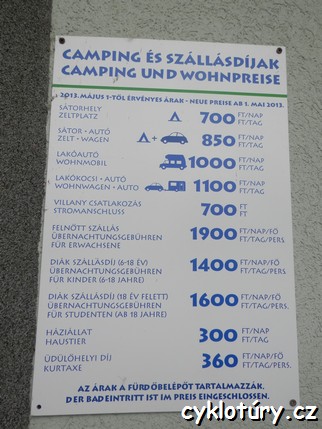 CAMPING ÉS SZÁLLÁSDÍJAK
CAMPING UND WOHNPREISE
2013. MÁJUS 1-TŐL ÉRVÉNYES ÁRAK - NEUE PREISE AB 1. MAI 2013.
SÁTORHELY 700 FT/NAP
ZELTPLATZ FT/TAG
SÁTOR + AUTÓ + 850 FT/NAP
ZELT + WAGEN FT/TAG
LAKÓAUTÓ 1000 FT/NAP
WOHNMOBIL FT/TAG
LAKÓKOCSI + AUTÓ 1100 FT/NAP
WOHNWAGEN + AUTO FT/TAG
VILLANY CSATLAKOZÁS 700 FT
STROMANSCHLUSS FT
FELNŐTT SZÁLLÁS 1900 FT/NAP/FŐ
ÜBERNACHTUNGSGEBÜHREN FT/TAG/PERS.
FÜR ERWACHSENE
DIÁK SZÁLLÁSDÍJ (6-18 ÉV) 1400 FT/NAP/FŐ
ÜBERNACHTUNGSGEBÜHREN FT/TAG/PERS.
FÜR KINDER (6-18 JAHRE)
DIÁK SZÁLLÁSDÍJ (18 ÉV FELETT) 1600 FT/NAP/FŐ
ÜBERNACHTUNGSGEBÜHREN FT/TAG/PERS.
FÜR STUDENTEN (AB 18 JAHRE)
HÁZIÁLLAT 300 FT/NAP
HAUSTIER FT/TAG
ÜDÜLŐHELYI DÍJ 360 FT/NAP/FŐ
KURTAXE FT/TAG/PERS.
AZ ÁRAK A FÜRDŐBELÉPŐT TARTALMAZZÁK.
DER BADEINTRITT IST IM PREIS EINGESCHLOSSEN.
cyklotúry.cz